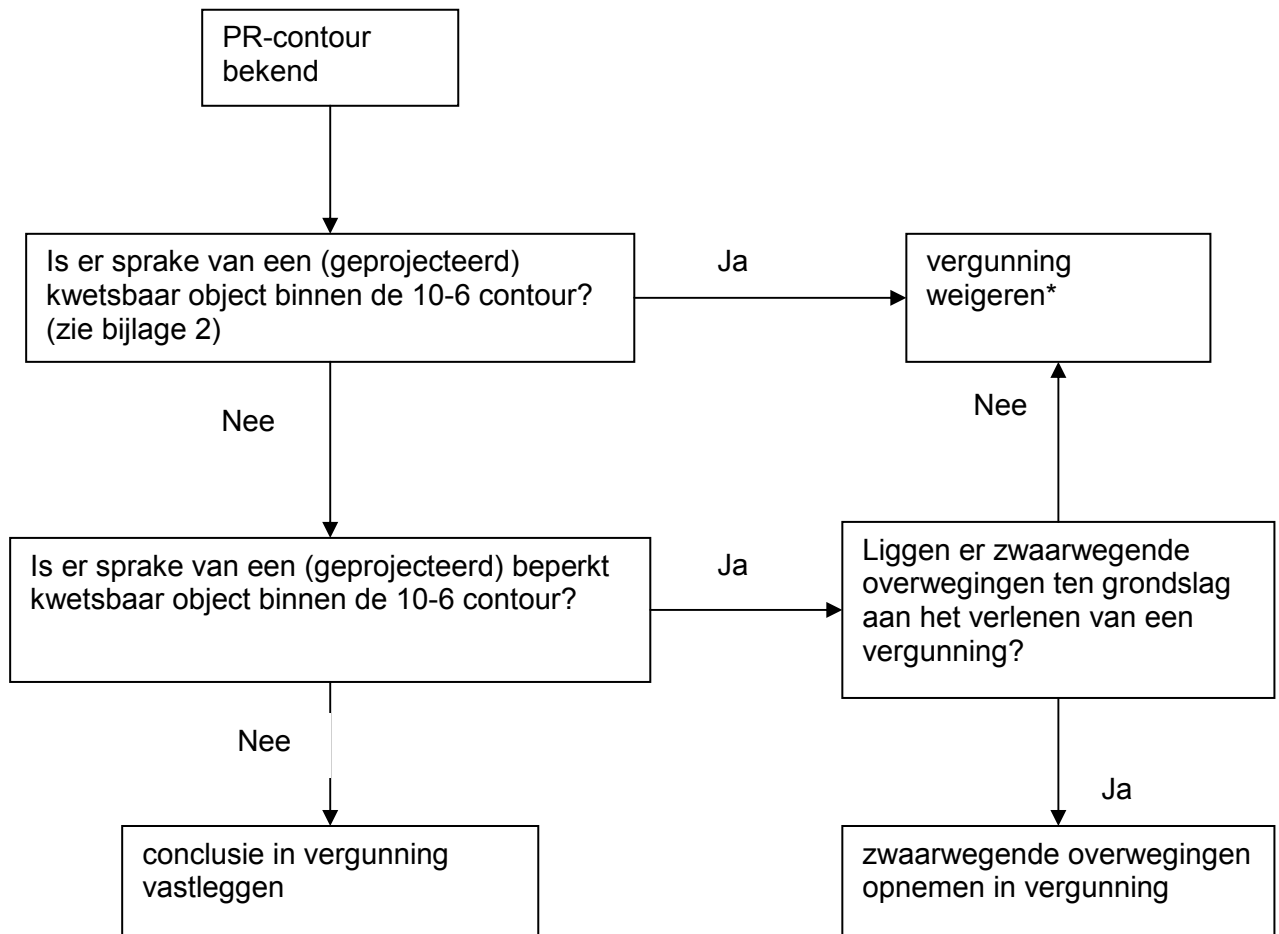 PR-contour
bekend
Is er sprake van een (geprojecteerd)
kwetsbaar object binnen de 10-6 contour?
(zie bijlage 2)
Ja
vergunning
weigeren*
Nee
Nee
Is er sprake van een (geprojecteerd) beperkt
kwetsbaar object binnen de 10-6 contour?
Ja
Liggen er zwaarwegende
overwegingen ten grondslag
aan het verlenen van een
vergunning?
Nee
Ja
conclusie in vergunning
vastleggen
zwaarwegende overwegingen
opnemen in vergunning